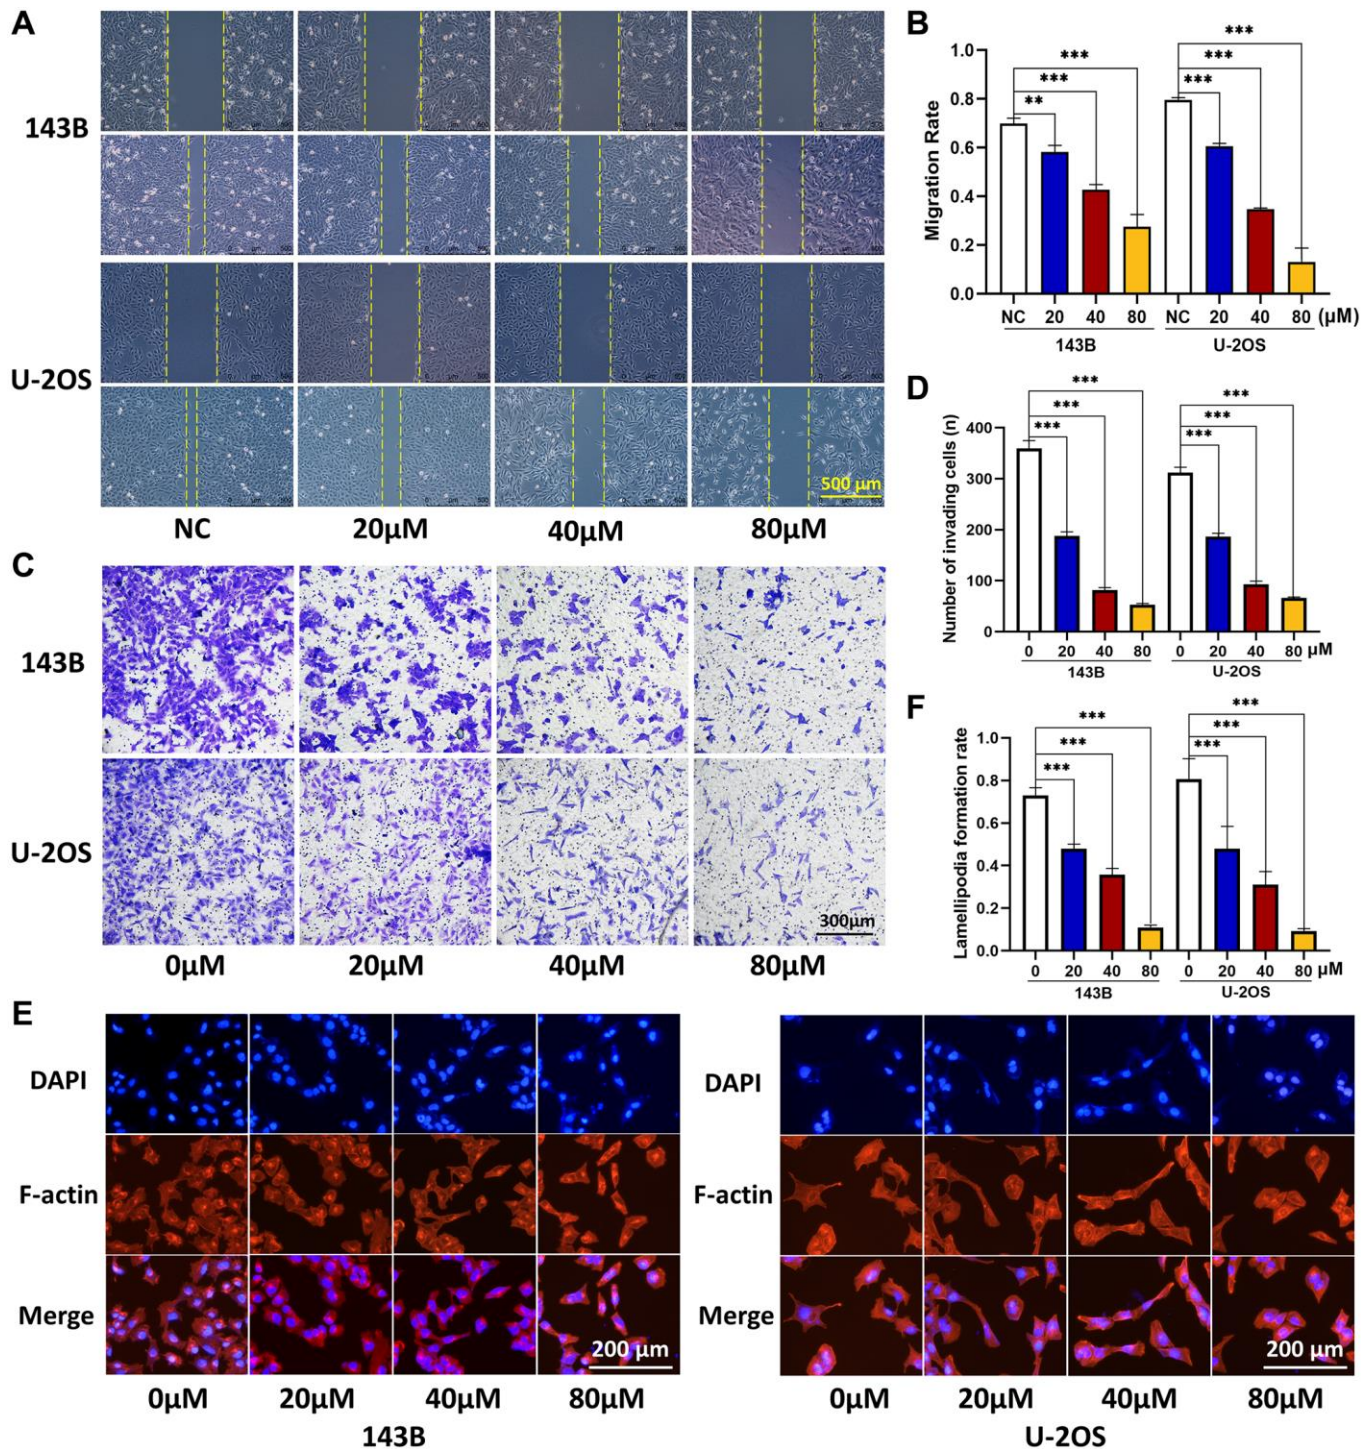 A
143B
U-2OS
500 µm
NC 20µM 40µM 80µM
B
Migration Rate
1.0
0.8
0.6
0.4
0.2
0.0
** *** *** *** *** ***
NC 20 40 80 NC 20 40 80 (µM)
143B U-2OS
C
143B
U-2OS
300µm
0µM 20µM 40µM 80µM
D
Number of invading cells (n)
400
300
200
100
0
*** *** *** *** *** ***
0 20 40 80 0 20 40 80 µM
143B U-2OS
F
Lamellipodia formation rate
1.0
0.8
0.6
0.4
0.2
0.0
*** *** *** *** *** ***
0 20 40 80 0 20 40 80 µM
143B U-2OS
E
DAPI
F-actin
Merge
200 µm
0µM 20µM 40µM 80µM
143B
DAPI
F-actin
Merge
200 µm
0µM 20µM 40µM 80µM
U-2OS